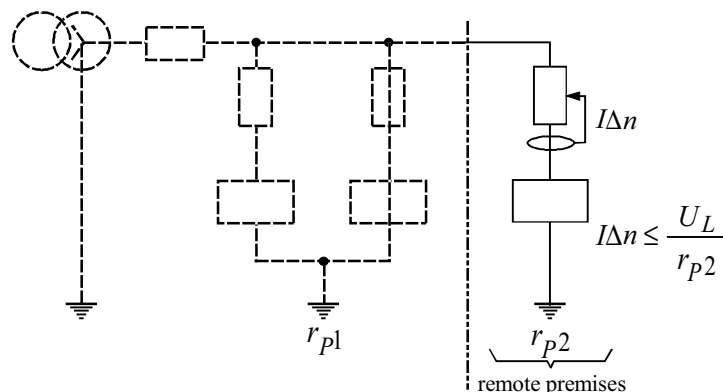 IΔn
IΔn ≤ U_L / r_P2
r_P1
r_P2
remote premises